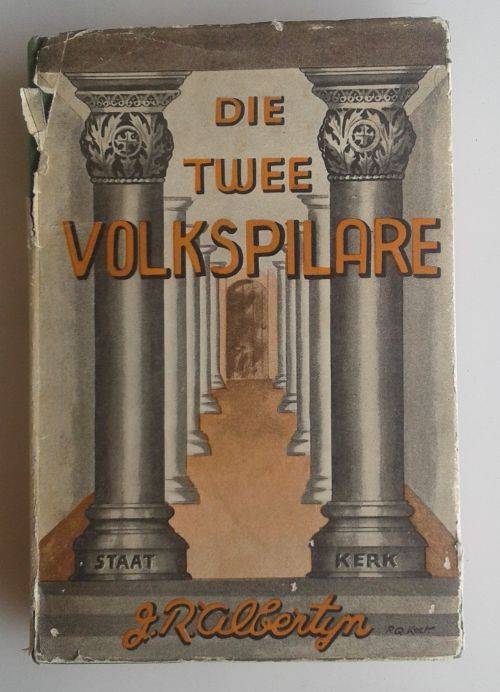 DIE
TWEE
VOLKSPILARE
STAAT KERK
J.R. Albertyn